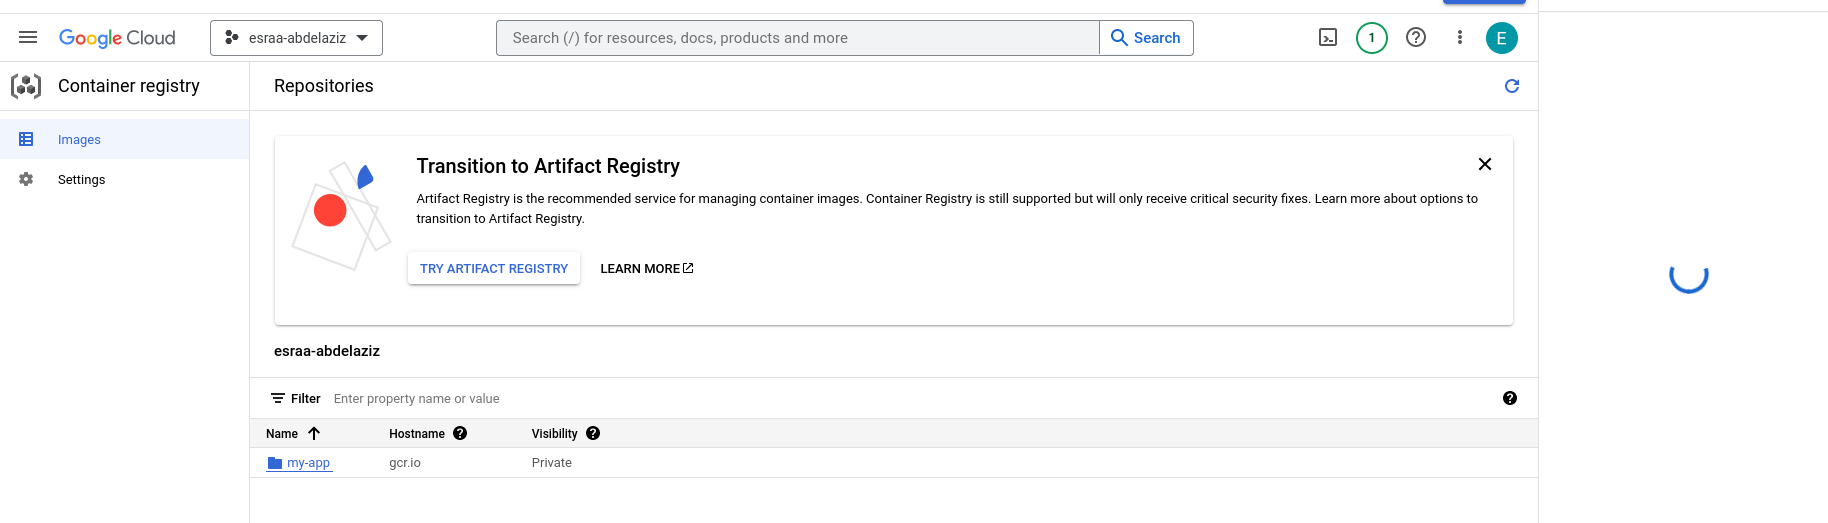 Google Cloud
esraa-abdelaziz
Search (/) for resources, docs, products and more
Search
1
?
E
Container registry
Repositories
Images
Settings
Transition to Artifact Registry
Artifact Registry is the recommended service for managing container images. Container Registry is still supported but will only receive critical security fixes. Learn more about options to
transition to Artifact Registry.
TRY ARTIFACT REGISTRY
LEARN MORE
esraa-abdelaziz
Filter Enter property name or value ?
Name Hostname ? Visibility ?
my-app gcr.io Private